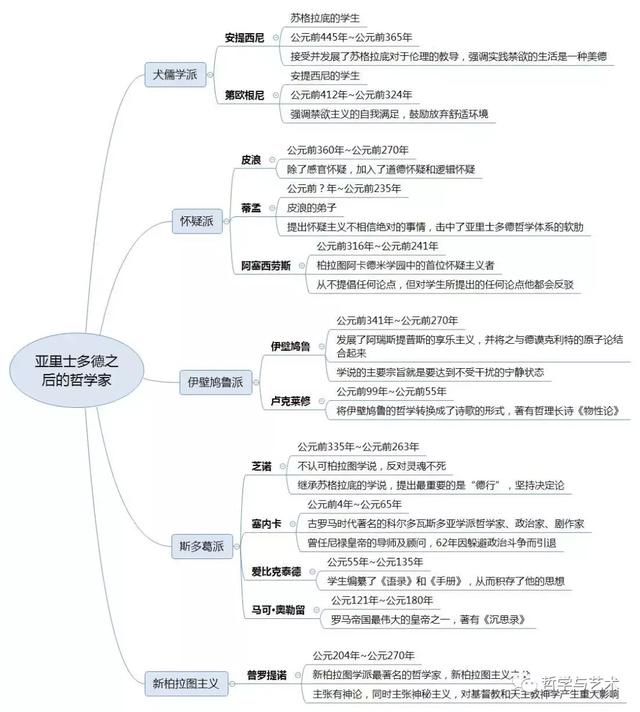 亚里士多德之
后的哲学家
犬儒学派
安提西尼
苏格拉底的学生
公元前445年~公元前365年
接受并发展了苏格拉底对于伦理的教导，强调实践禁欲的生活是一种美德
第欧根尼
安提西尼的学生
公元前412年~公元前324年
强调禁欲主义的自我满足，鼓励放弃舒适环境
怀疑派
皮浪
公元前360年~公元前270年
除了感官怀疑，加入了道德怀疑和逻辑怀疑
蒂孟
公元前？年~公元前235年
皮浪的弟子
提出怀疑主义不相信绝对的事情，击中了亚里士多德哲学体系的软肋
阿塞西劳斯
公元前316年~公元前241年
柏拉图阿卡德米学园中的首位怀疑主义者
从不提倡任何论点，但对学生所提出的任何论点他都会反驳
伊壁鸠鲁派
伊壁鸠鲁
公元前341年~公元前270年
发展了阿瑞斯提普斯的享乐主义，并将之与德谟克利特的原子论结
合起来
学说的主要宗旨就是要达到不受干扰的宁静状态
卢克莱修
公元前99年~公元前55年
将伊壁鸠鲁的哲学转换成了诗歌的形式，著有哲理长诗《物性论》
斯多葛派
芝诺
公元前335年~公元前263年
不认可柏拉图学说，反对灵魂不死
继承苏格拉底的学说，提出最重要的是“德行”，坚持决定论
塞内卡
公元前4年~公元65年
古罗马时代著名的科尔多瓦斯多亚学派哲学家、政治家、剧作家
曾任尼禄皇帝的导师及顾问，62年因躲避政治斗争而引退
爱比克泰德
公元55年~公元135年
学生编纂了《语录》和《手册》，从而积存了他的思想
马可·奥勒留
公元121年~公元180年
罗马帝国最伟大的皇帝之一，著有《沉思录》
新柏拉图主义
普罗提诺
公元204年~公元270年
新柏拉图学派最著名的哲学家，新柏拉图主义
主张有神论，同时主张神秘主义，对基督教和天主教神学产生重大影响
哲学与艺术